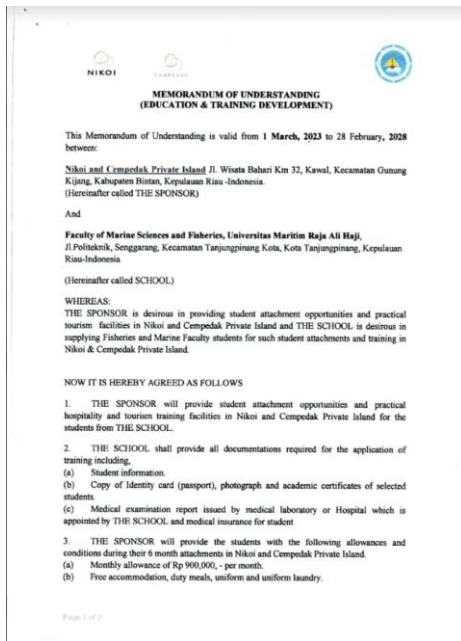 NIKOI
CEMPEDAK
MEMORANDUM OF UNDERSTANDING
(EDUCATION & TRAINING DEVELOPMENT)
This Memorandum of Understanding is valid from 1 March, 2023 to 28 February, 2028
between:
Nikoi and Cempedak Private Island Jl. Wisata Bahari Km 32, Kawal, Kecamatan Gunung
Kijang, Kabupaten Bintan, Kepulauan Riau -Indonesia.
(Hereinafter called THE SPONSOR)
And
Faculty of Marine Sciences and Fisheries, Universitas Maritim Raja Ali Haji,
Jl.Politeknik, Senggarang, Kecamatan Tanjungpinang Kota, Kota Tanjungpinang, Kepulauan
Riau-Indonesia
(Hereinafter called SCHOOL)
WHEREAS:
THE SPONSOR is desirous in providing student attachment opportunities and practical
tourism facilities in Nikoi and Cempedak Private Island and THE SCHOOL is desirous in
supplying Fisheries and Marine Faculty students for such student attachments and training in
Nikoi & Cempedak Private Island.
NOW IT IS HEREBY AGREED AS FOLLOWS
1. THE SPONSOR will provide student attachment opportunities and practical
hospitality and tourism training facilities in Nikoi and Cempedak Private Island for the
students from THE SCHOOL.
2. THE SCHOOL shall provide all documentations required for the application of
training including,
(a) Student information.
(b) Copy of Identity card (passport), photograph and academic certificates of selected
students.
(c) Medical examination report issued by medical laboratory or Hospital which is
appointed by THE SCHOOL and medical insurance for student
3. THE SPONSOR will provide the students with the following allowances and
conditions during their 6 month attachments in Nikoi and Cempedak Private Island.
(a) Monthly allowance of Rp 900,000, - per month.
(b) Free accommodation, duty meals, uniform and uniform laundry.
Page 1 of 2